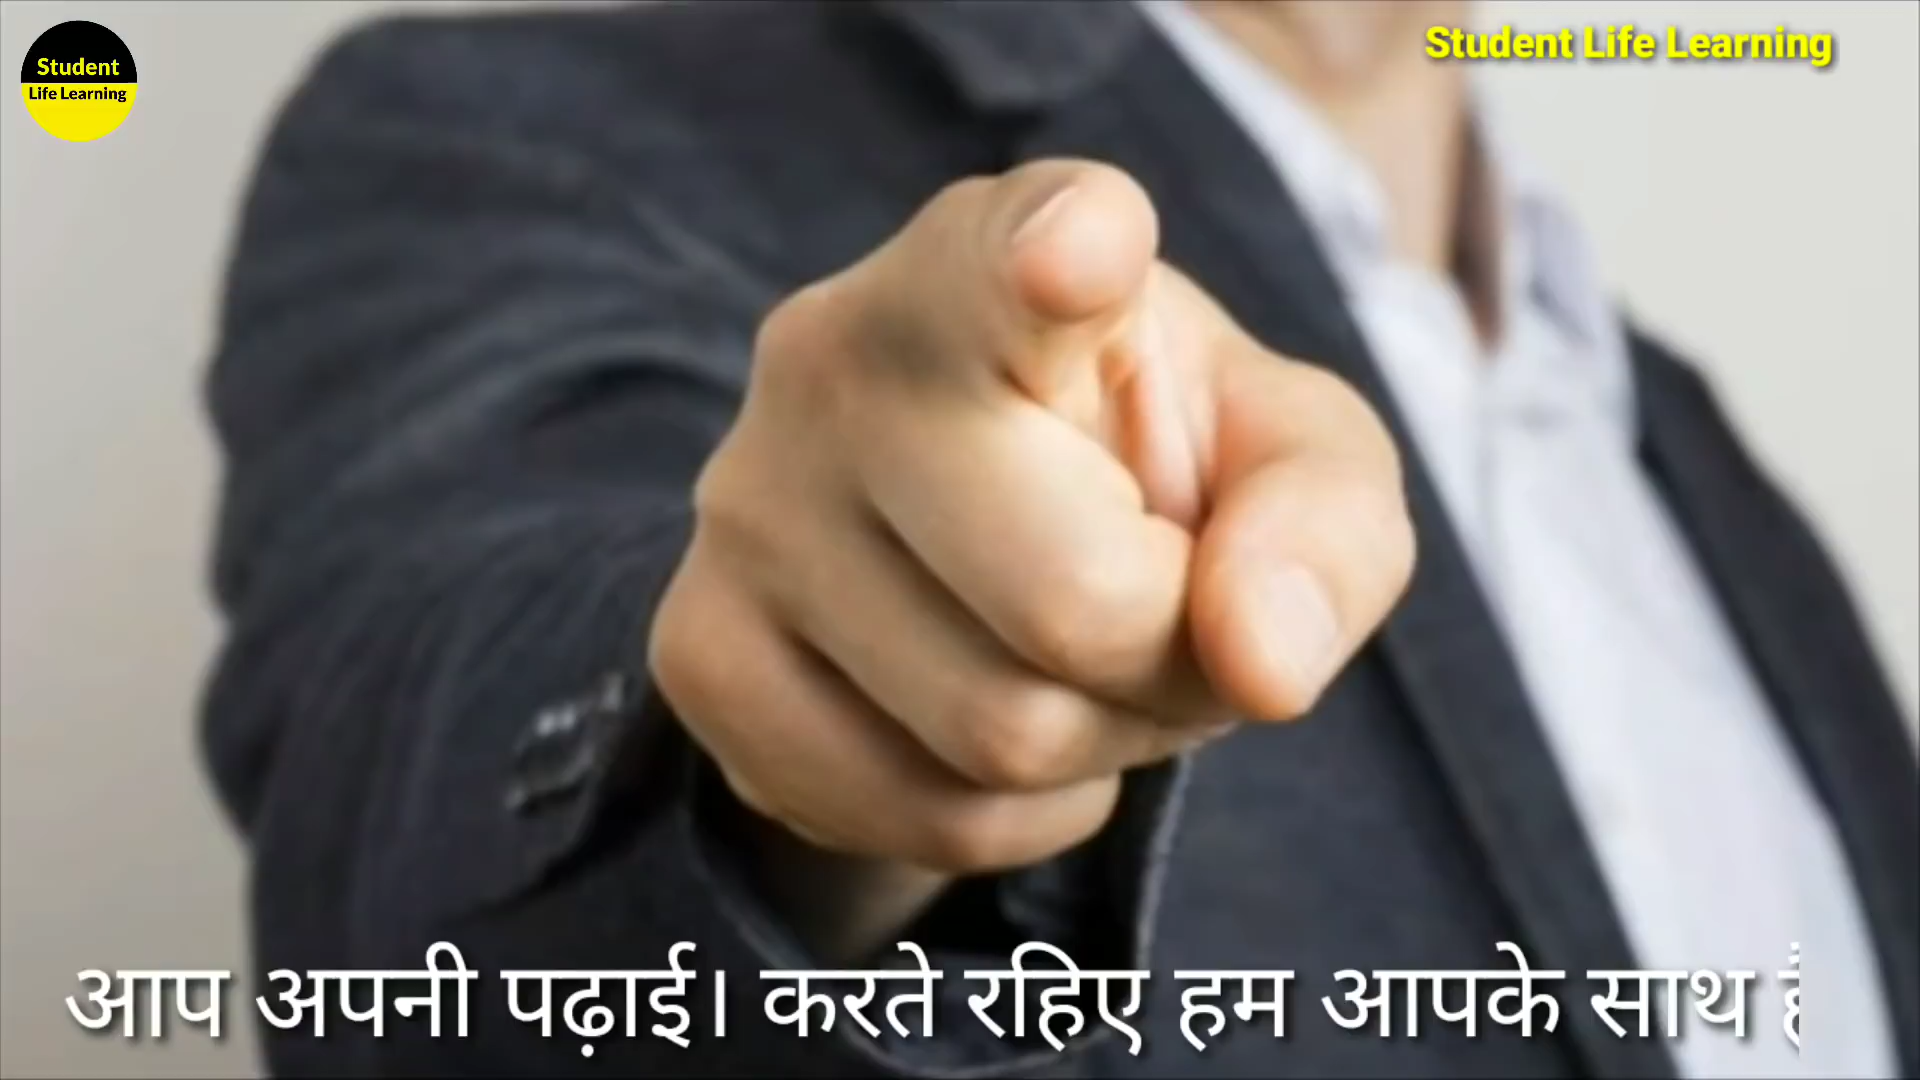 Student
Life Learning
Student Life Learning
आप अपनी पढ़ाई। करते रहिए हम आपके साथ